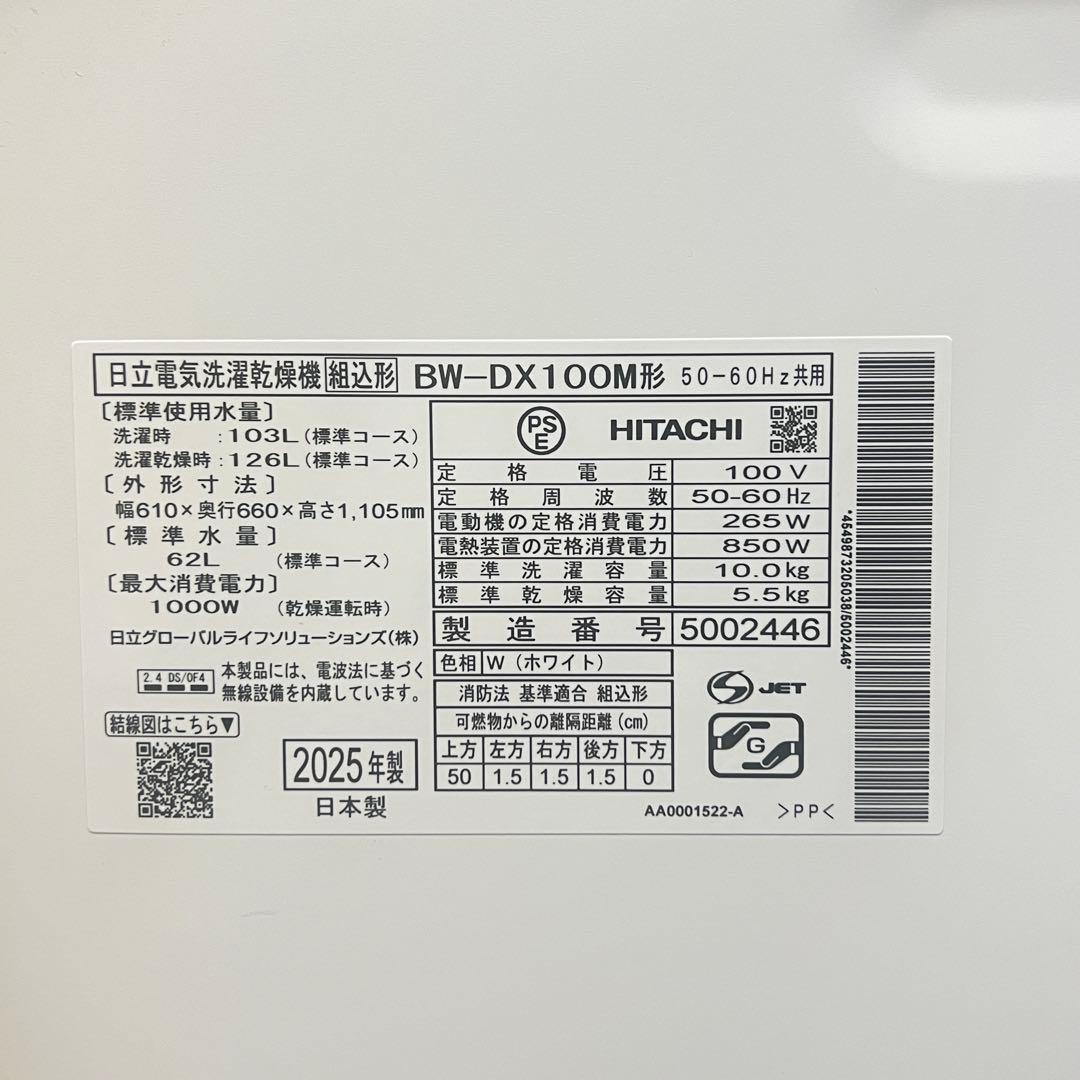 日立電気洗濯乾燥機 組込形 BW-DX100M形 50-60Hz共用
〔標準使用水量〕
洗濯時 :103L(標準コース)
洗濯乾燥時:126L(標準コース)
〔外形寸法〕
幅610×奥行660×高さ1,105mm
〔標準水量〕
62L (標準コース)
〔最大消費電力〕
1000W (乾燥運転時)
日立グローバルライフソリューションズ(株)
2.4 DS/OF4
本製品には、電波法に基づく
無線設備を内蔵しています。
結線図はこちら▼
2025年製
日本製
PSE HITACHI
定格電圧 100V
定格周波数 50-60Hz
電動機の定格消費電力 265W
電熱装置の定格消費電力 850W
標準洗濯容量 10.0kg
標準乾燥容量 5.5kg
製造番号 5002446
色相 W(ホワイト)
消防法 基準適合 組込形
可燃物からの離隔距離(cm)
上方 左方 右方 後方 下方
50 1.5 1.5 1.5 0
S JET
G
AA0001522-A >PP<
*4549873205038/5002446*